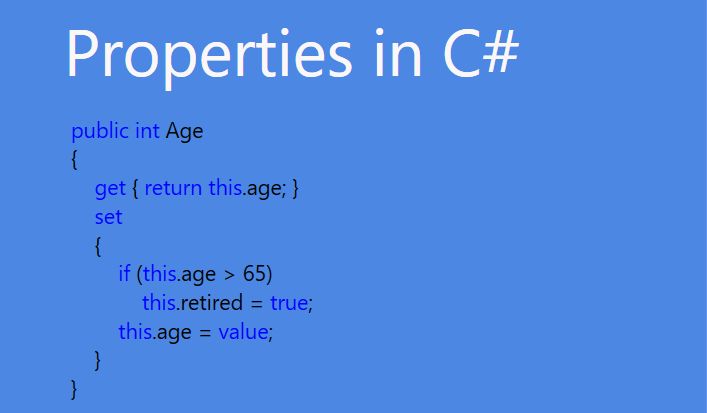 Properties in C#
public int Age
{
get { return this.age; }
set
{
if (this.age > 65)
this.retired = true;
this.age = value;
}
}